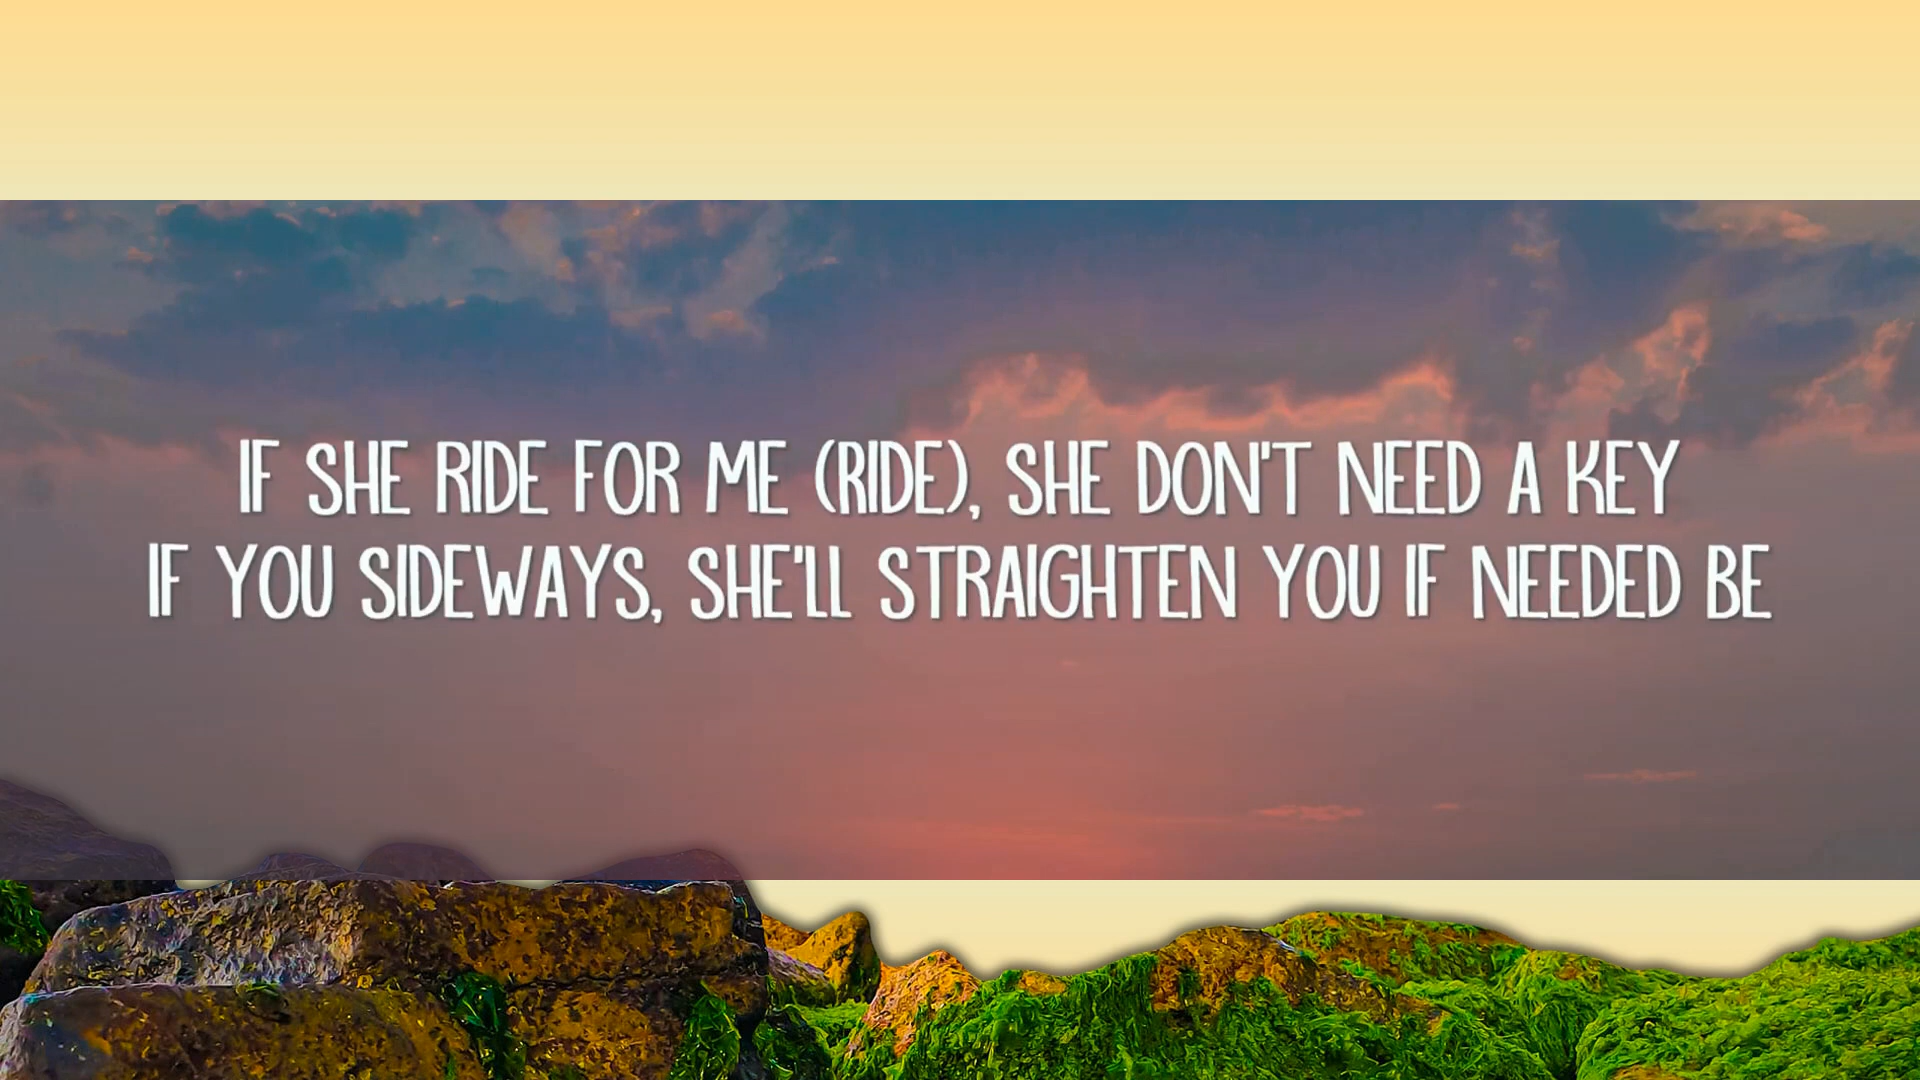 IF SHE RIDE FOR ME (RIDE), SHE DON'T NEED A KEY
IF YOU SIDEWAYS, SHE'LL STRAIGHTEN YOU IF NEEDED BE